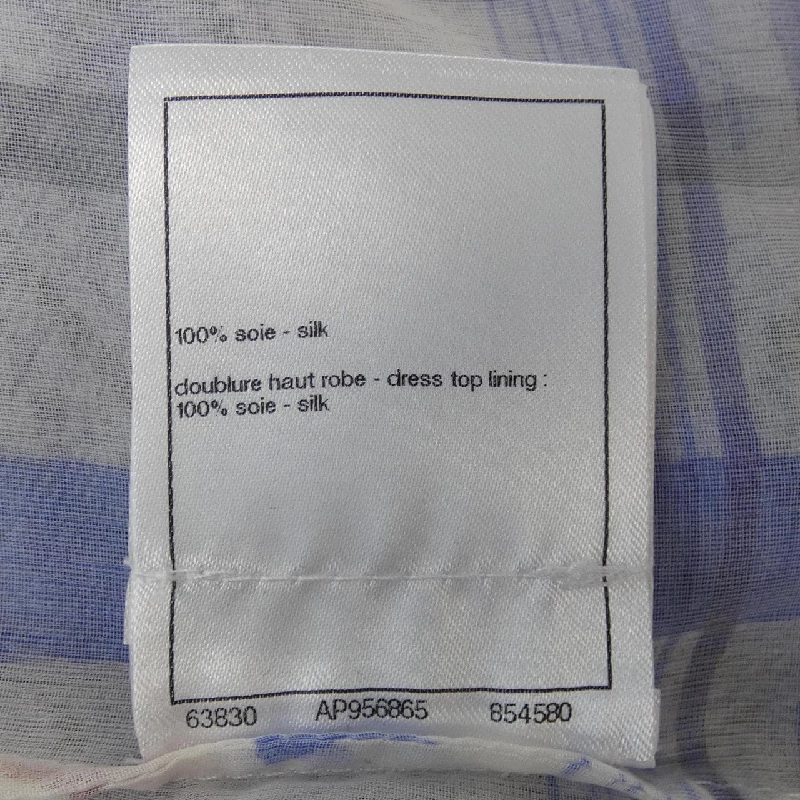 100% soie - silk
doublure haut robe - dress top lining :
100% soie - silk
63830 AP956865 854580